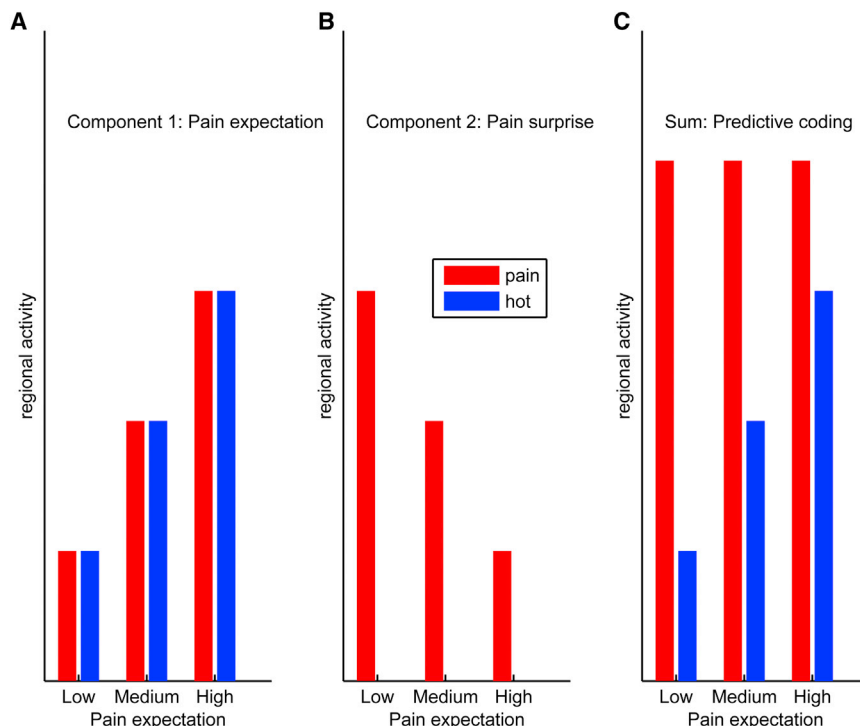 A
Component 1: Pain expectation
regional activity
Low Medium High
Pain expectation
B
Component 2: Pain surprise
pain
hot
regional activity
Low Medium High
Pain expectation
C
Sum: Predictive coding
regional activity
Low Medium High
Pain expectation